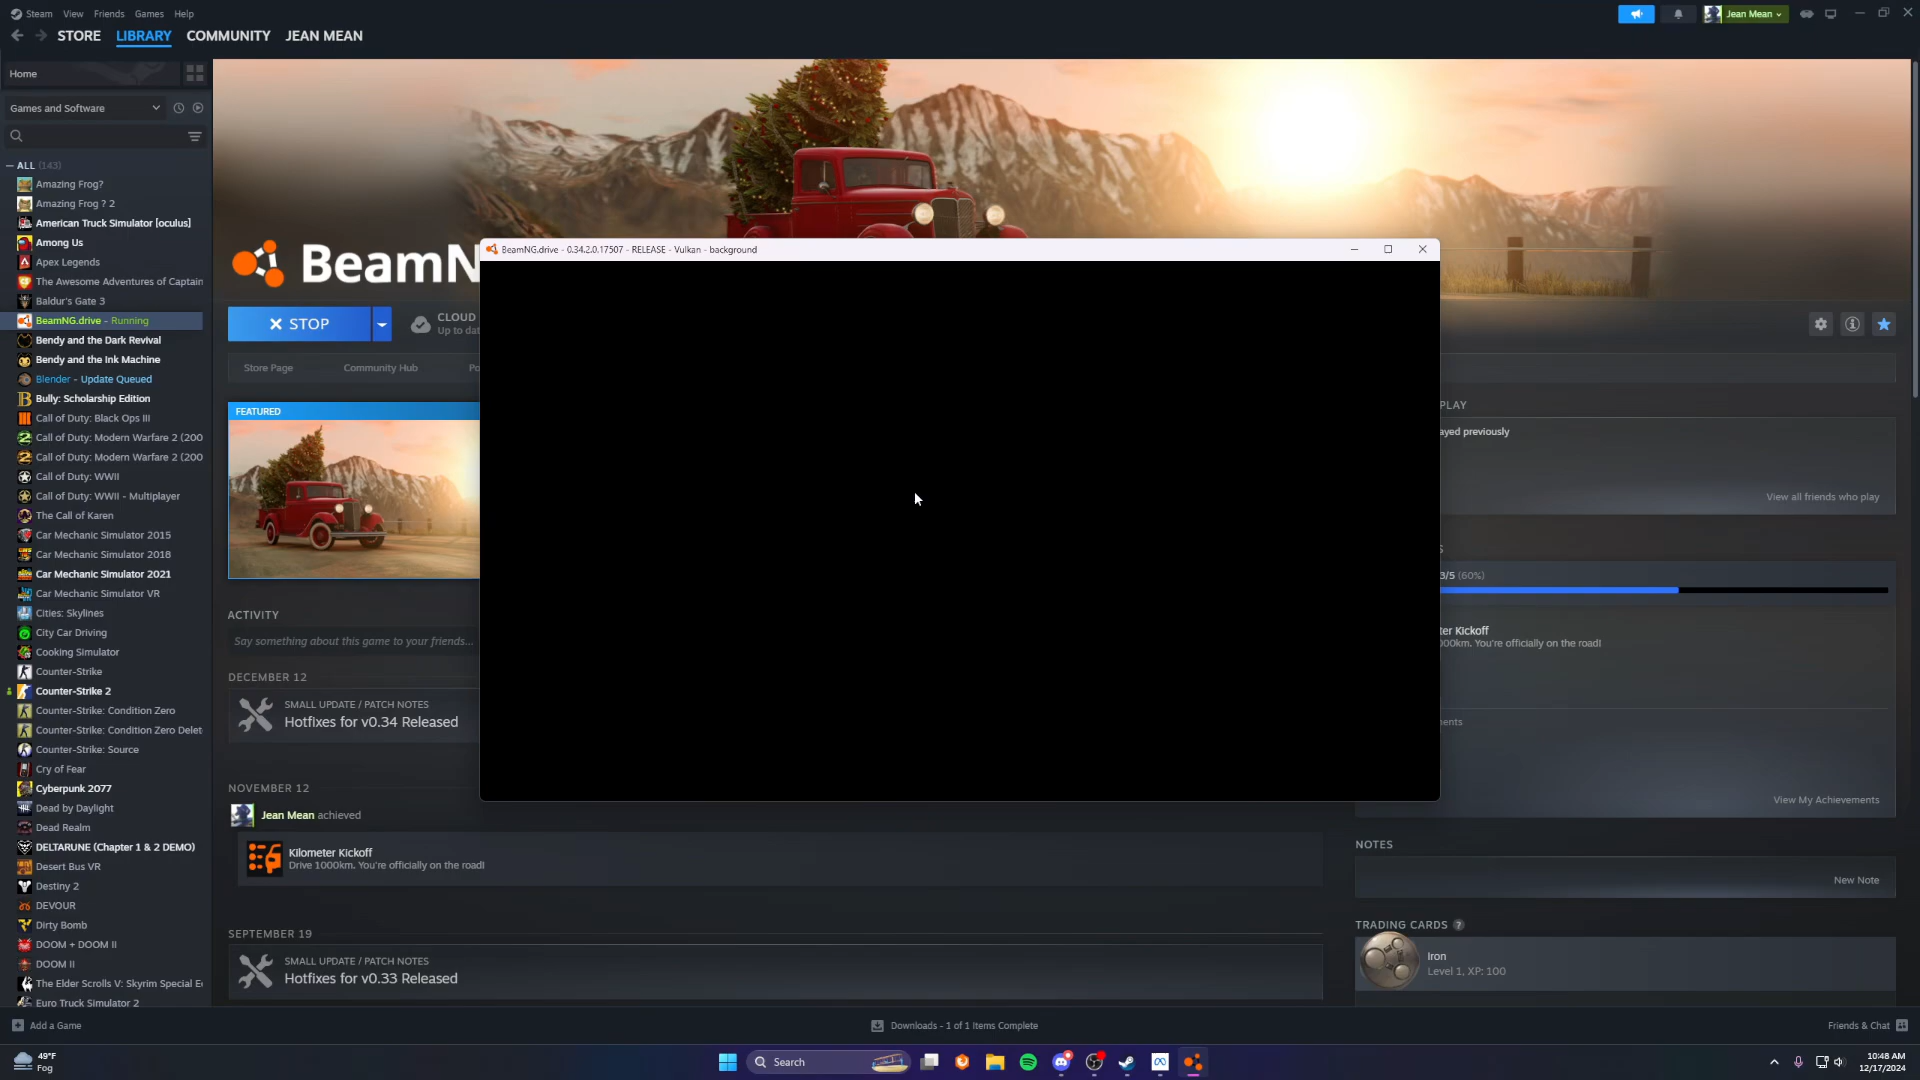 Steam View Friends Games Help
Jean Mean
STORE LIBRARY COMMUNITY JEAN MEAN
Home
Games and Software
ALL (143)
Amazing Frog?
Amazing Frog ? 2
American Truck Simulator [oculus]
Among Us
Apex Legends
The Awesome Adventures of Captain
Baldur's Gate 3
BeamNG.drive - Running
Bendy and the Dark Revival
Bendy and the Ink Machine
Blender - Update Queued
Bully: Scholarship Edition
Call of Duty: Black Ops III
Call of Duty: Modern Warfare 2 (200
Call of Duty: Modern Warfare 2 (200
Call of Duty: WWII
Call of Duty: WWII - Multiplayer
The Call of Karen
Car Mechanic Simulator 2015
Car Mechanic Simulator 2018
Car Mechanic Simulator 2021
Car Mechanic Simulator VR
Cities: Skylines
City Car Driving
Cooking Simulator
Counter-Strike
Counter-Strike 2
Counter-Strike: Condition Zero
Counter-Strike: Condition Zero Delet
Counter-Strike: Source
Cry of Fear
Cyberpunk 2077
Dead by Daylight
Dead Realm
DELTARUNE (Chapter 1 & 2 DEMO)
Desert Bus VR
Destiny 2
DEVOUR
Dirty Bomb
DOOM + DOOM II
DOOM II
The Elder Scrolls V: Skyrim Special E
Euro Truck Simulator 2
BeamN
BeamNG.drive - 0.34.2.0.17507 - RELEASE - Vulkan - background
STOP
CLOUD
Up to dat
Store Page Community Hub Po
FEATURED
ACTIVITY
Say something about this game to your friends...
DECEMBER 12
SMALL UPDATE / PATCH NOTES
Hotfixes for v0.34 Released
NOVEMBER 12
Jean Mean achieved
Kilometer Kickoff
Drive 1000km. You're officially on the road!
SEPTEMBER 19
SMALL UPDATE / PATCH NOTES
Hotfixes for v0.33 Released
PLAY
ayed previously
View all friends who play
S
3/5 (60%)
ter Kickoff
000km. You're officially on the road!
ments
View My Achievements
NOTES
New Note
TRADING CARDS ?
Iron
Level 1, XP: 100
Add a Game
Downloads - 1 of 1 Items Complete
Friends & Chat
49°F
Fog
Search
10:48 AM
12/17/2024